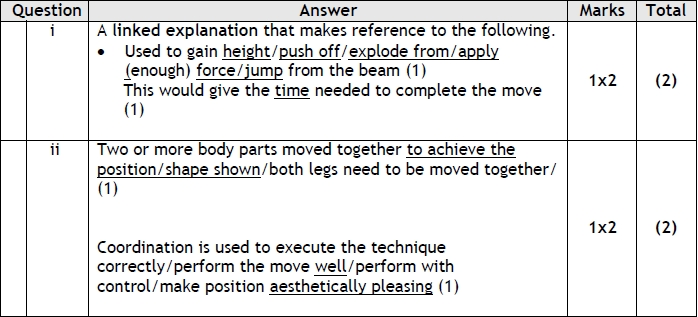 Question Answer Marks Total
i A linked explanation that makes reference to the following.
• Used to gain height/push off/explode from/apply
(enough) force/jump from the beam (1)
This would give the time needed to complete the move
(1)
1x2 (2)
ii Two or more body parts moved together to achieve the
position/shape shown/both legs need to be moved together/
(1)
Coordination is used to execute the technique
correctly/perform the move well/perform with
control/make position aesthetically pleasing (1)
1x2 (2)